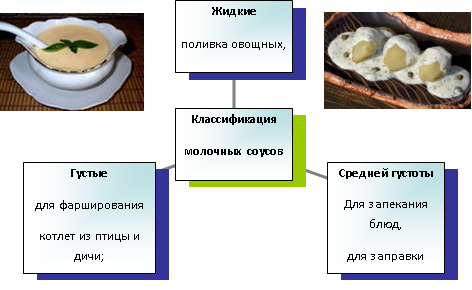 Жидкие
поливка овощных,
Классификация
молочных соусов
Густые
для фарширования
котлет из птицы и
дичи;
Средней густоты
Для запекания
блюд,
для заправки